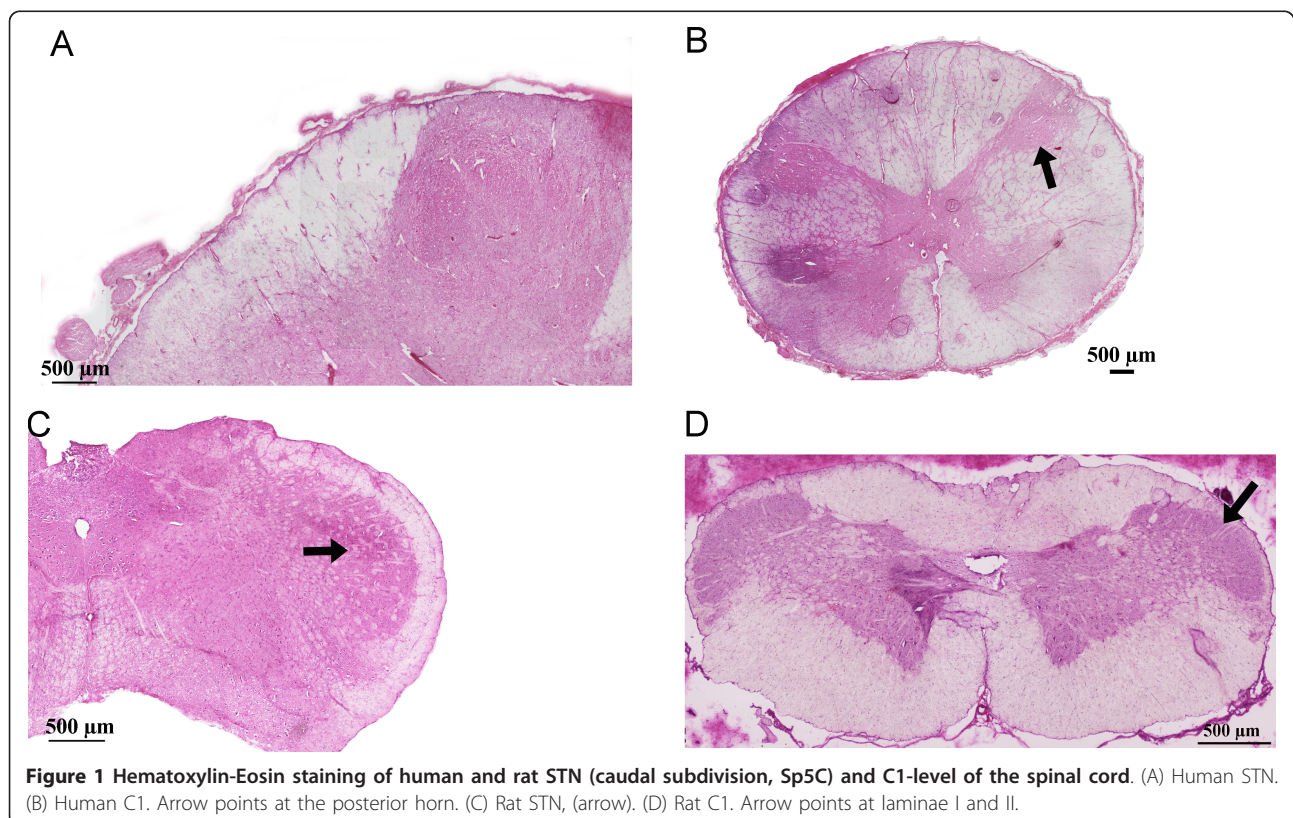 A
B
500 µm
500 µm
C
D
500 µm
500 µm
Figure 1 Hematoxylin-Eosin staining of human and rat STN (caudal subdivision, Sp5C) and C1-level of the spinal cord. (A) Human STN.
(B) Human C1. Arrow points at the posterior horn. (C) Rat STN, (arrow). (D) Rat C1. Arrow points at laminae I and II.